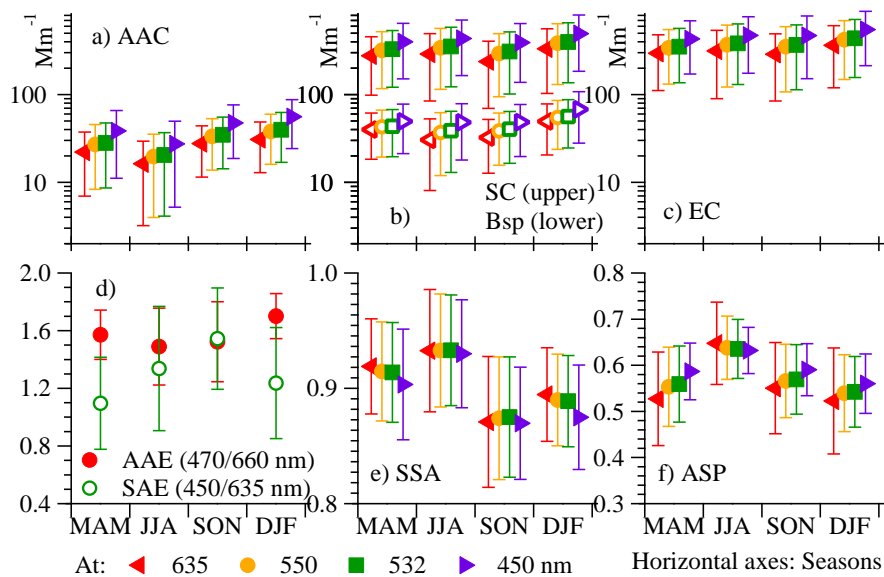 Mm⁻¹ Mm⁻¹ Mm⁻¹
a) AAC
100
10
100
10
b)
SC (upper)
Bsp (lower)
100
10
c) EC
2.0
1.6
1.2
0.8
0.4
d)
AAE (470/660 nm)
SAE (450/635 nm)
MAM JJA SON DJF
1.0
0.9
0.8
e) SSA
MAM JJA SON DJF
0.8
0.7
0.6
0.5
0.4
0.3
f) ASP
MAM JJA SON DJF
At: 635 550 532 450 nm Horizontal axes: Seasons